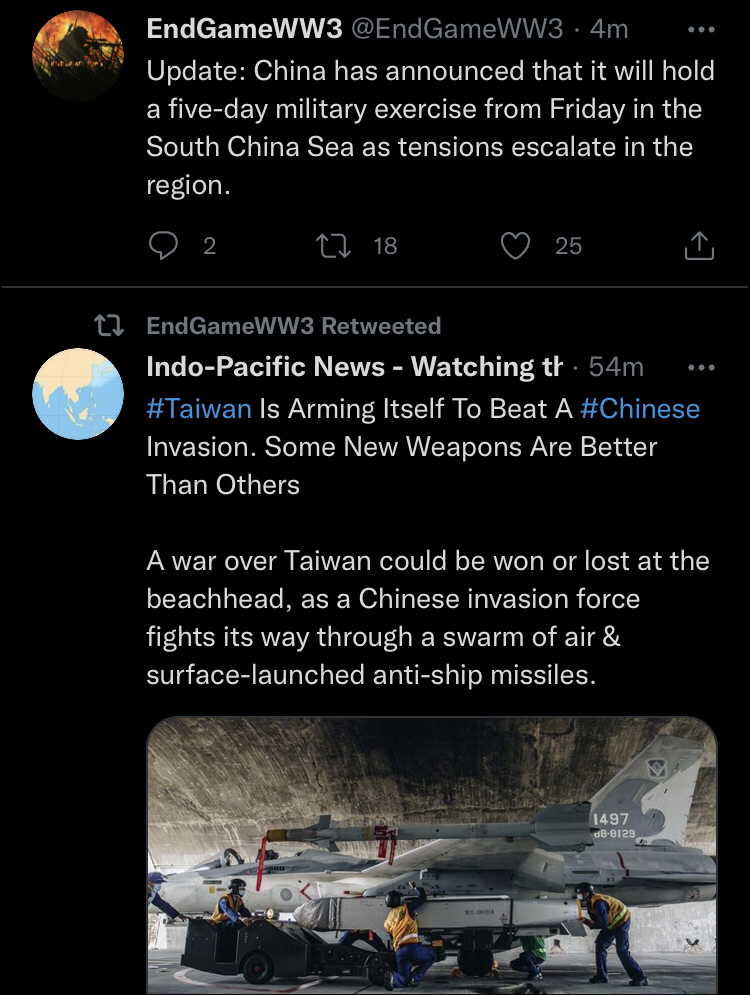 EndGameWW3 @EndGameWW3 · 4m
Update: China has announced that it will hold
a five-day military exercise from Friday in the
South China Sea as tensions escalate in the
region.
2 18 25
EndGameWW3 Retweeted
Indo-Pacific News - Watching th · 54m
#Taiwan Is Arming Itself To Beat A #Chinese
Invasion. Some New Weapons Are Better
Than Others
A war over Taiwan could be won or lost at the
beachhead, as a Chinese invasion force
fights its way through a swarm of air &
surface-launched anti-ship missiles.
1497
88-8129